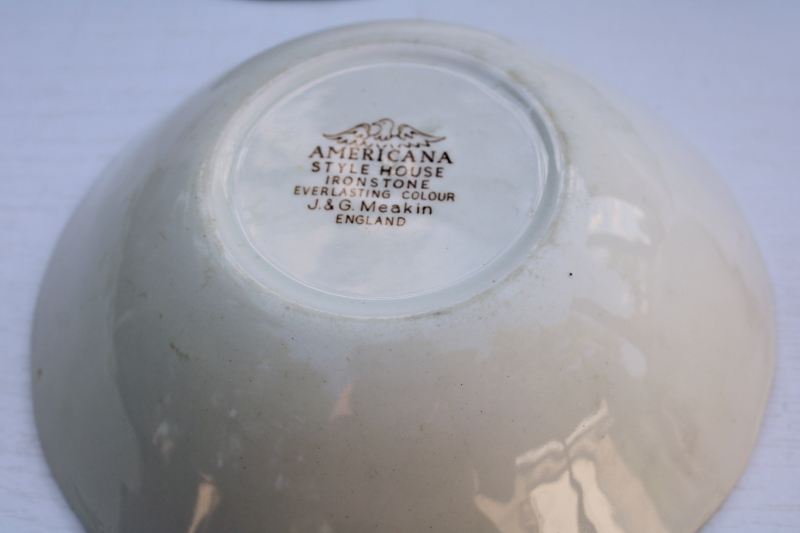 AMERICANA
STYLE HOUSE
IRONSTONE
EVERLASTING COLOUR
J. & G. Meakin
ENGLAND